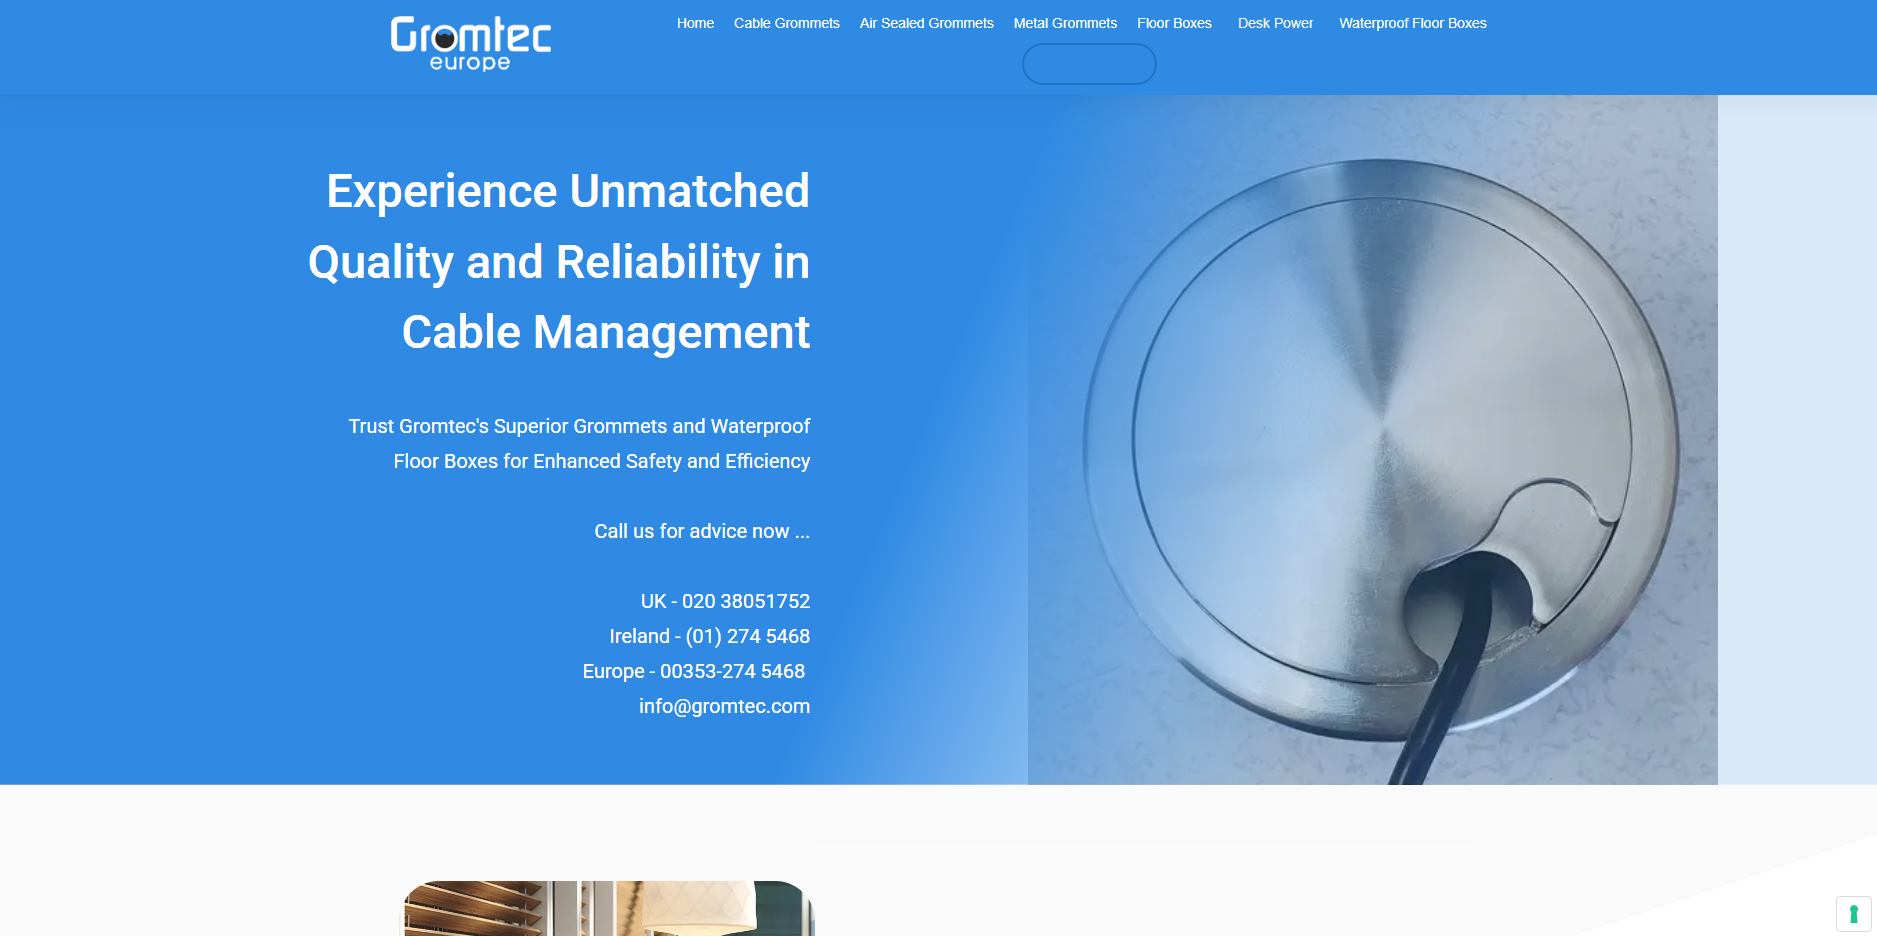 Gromtec
europe
Home Cable Grommets Air Sealed Grommets Metal Grommets Floor Boxes Desk Power Waterproof Floor Boxes
Experience Unmatched
Quality and Reliability in
Cable Management
Trust Gromtec's Superior Grommets and Waterproof
Floor Boxes for Enhanced Safety and Efficiency
Call us for advice now ...
UK - 020 38051752
Ireland - (01) 274 5468
Europe - 00353-274 5468
info@gromtec.com